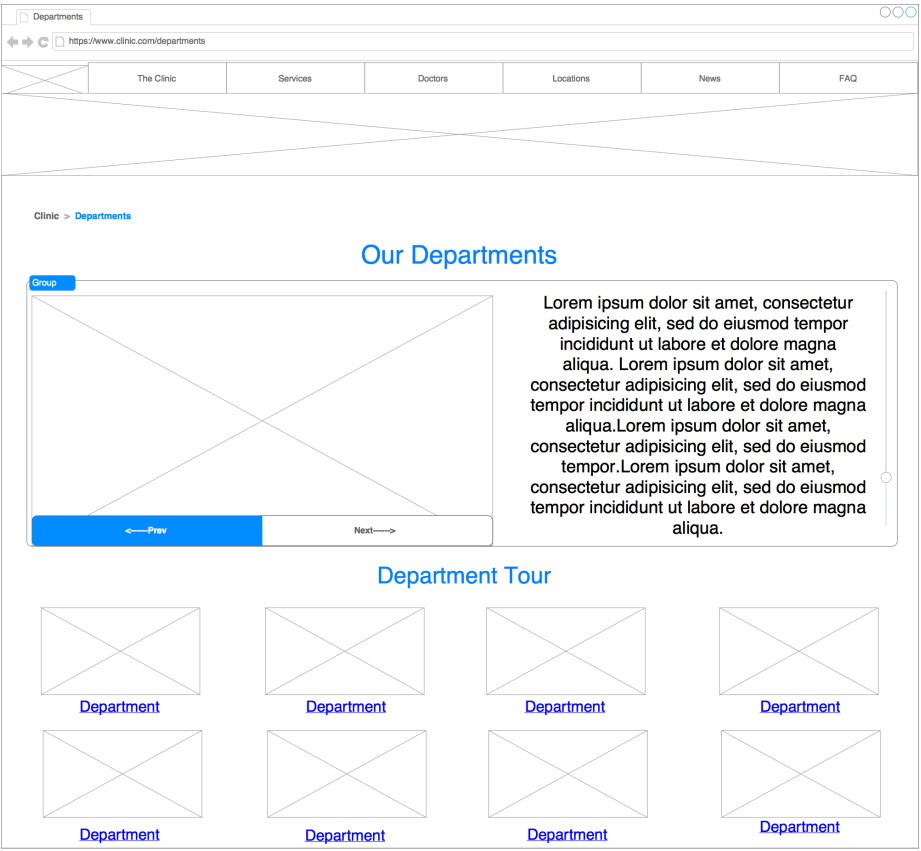 Departments
https://www.clinic.com/departments
The Clinic
Services
Doctors
Locations
News
FAQ
Clinic > Departments
Our Departments
Group
Lorem ipsum dolor sit amet, consectetur
adipisicing elit, sed do eiusmod tempor
incididunt ut labore et dolore magna
aliqua. Lorem ipsum dolor sit amet,
consectetur adipisicing elit, sed do eiusmod
tempor incididunt ut labore et dolore magna
aliqua.Lorem ipsum dolor sit amet,
consectetur adipisicing elit, sed do eiusmod
tempor.Lorem ipsum dolor sit amet,
consectetur adipisicing elit, sed do eiusmod
tempor incididunt ut labore et dolore magna
aliqua.
<------Prev
Next------>
Department Tour
Department
Department
Department
Department
Department
Department
Department
Department